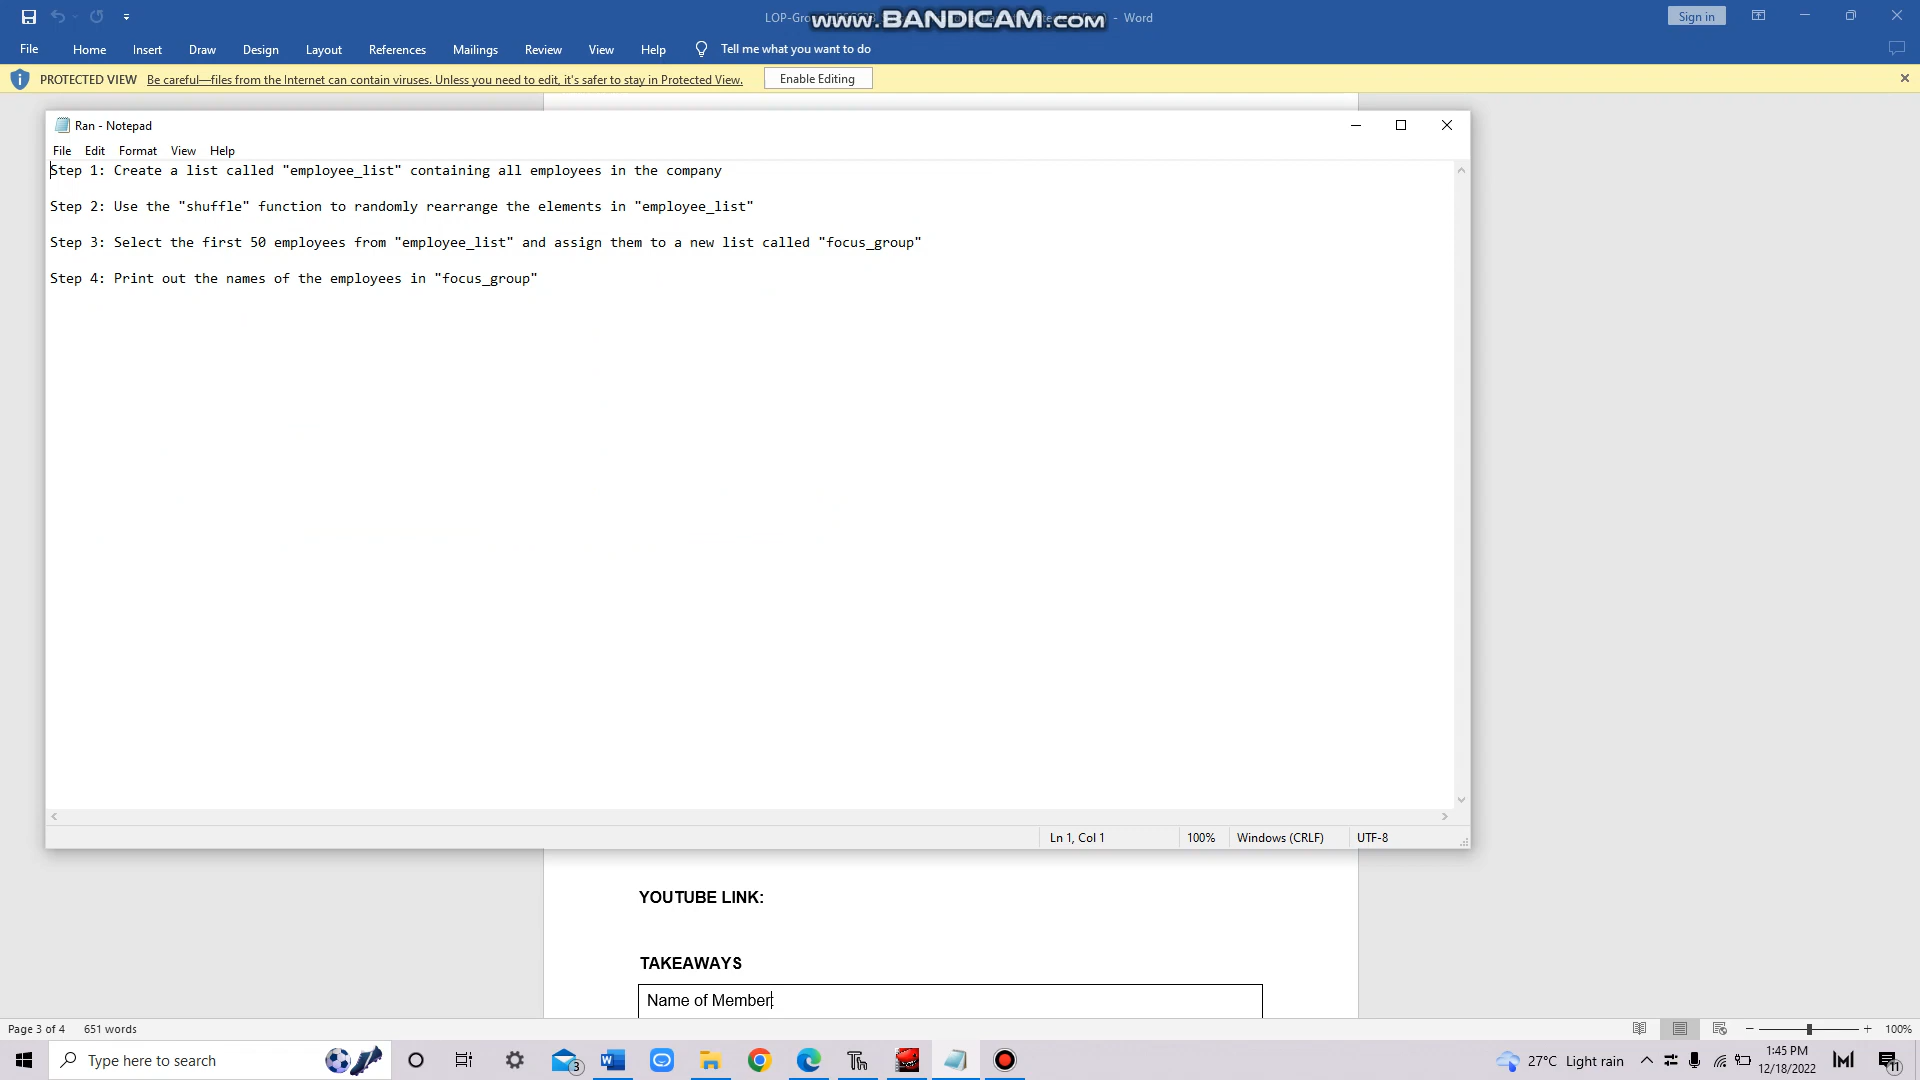 LOP-Gro - Word
www.BANDICAM.com
Sign in
File Home Insert Draw Design Layout References Mailings Review View Help Tell me what you want to do
PROTECTED VIEW Be careful—files from the Internet can contain viruses. Unless you need to edit, it's safer to stay in Protected View. Enable Editing
Ran - Notepad
File Edit Format View Help
Step 1: Create a list called "employee_list" containing all employees in the company
Step 2: Use the "shuffle" function to randomly rearrange the elements in "employee_list"
Step 3: Select the first 50 employees from "employee_list" and assign them to a new list called "focus_group"
Step 4: Print out the names of the employees in "focus_group"
Ln 1, Col 1 100% Windows (CRLF) UTF-8
YOUTUBE LINK:
TAKEAWAYS
Name of Member:
Page 3 of 4 651 words 100%
Type here to search
3
27°C Light rain
1:45 PM
12/18/2022
11